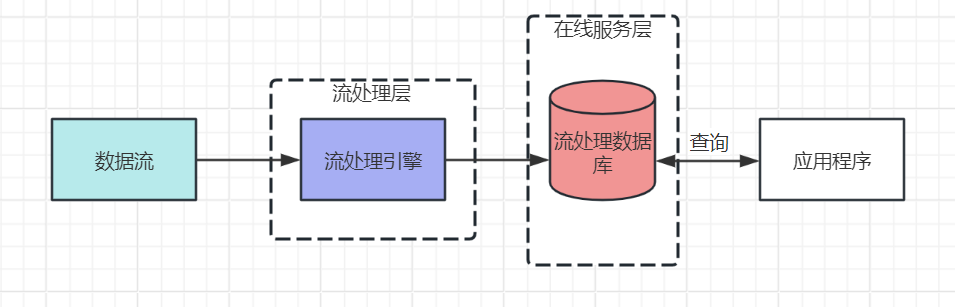 在线服务层
流处理层
数据流
流处理引擎
流处理数据
库
查询
应用程序